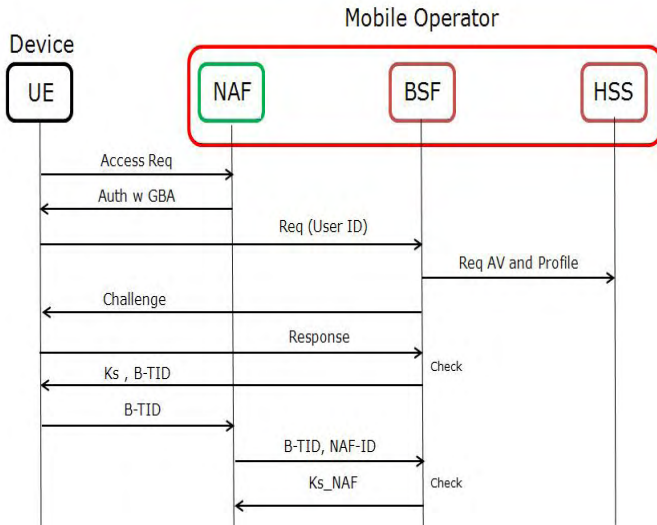 Mobile Operator
Device
UE
NAF
BSF
HSS
Access Req
Auth w GBA
Req (User ID)
Req AV and Profile
Challenge
Response
Check
Ks , B-TID
B-TID
B-TID, NAF-ID
Ks_NAF
Check